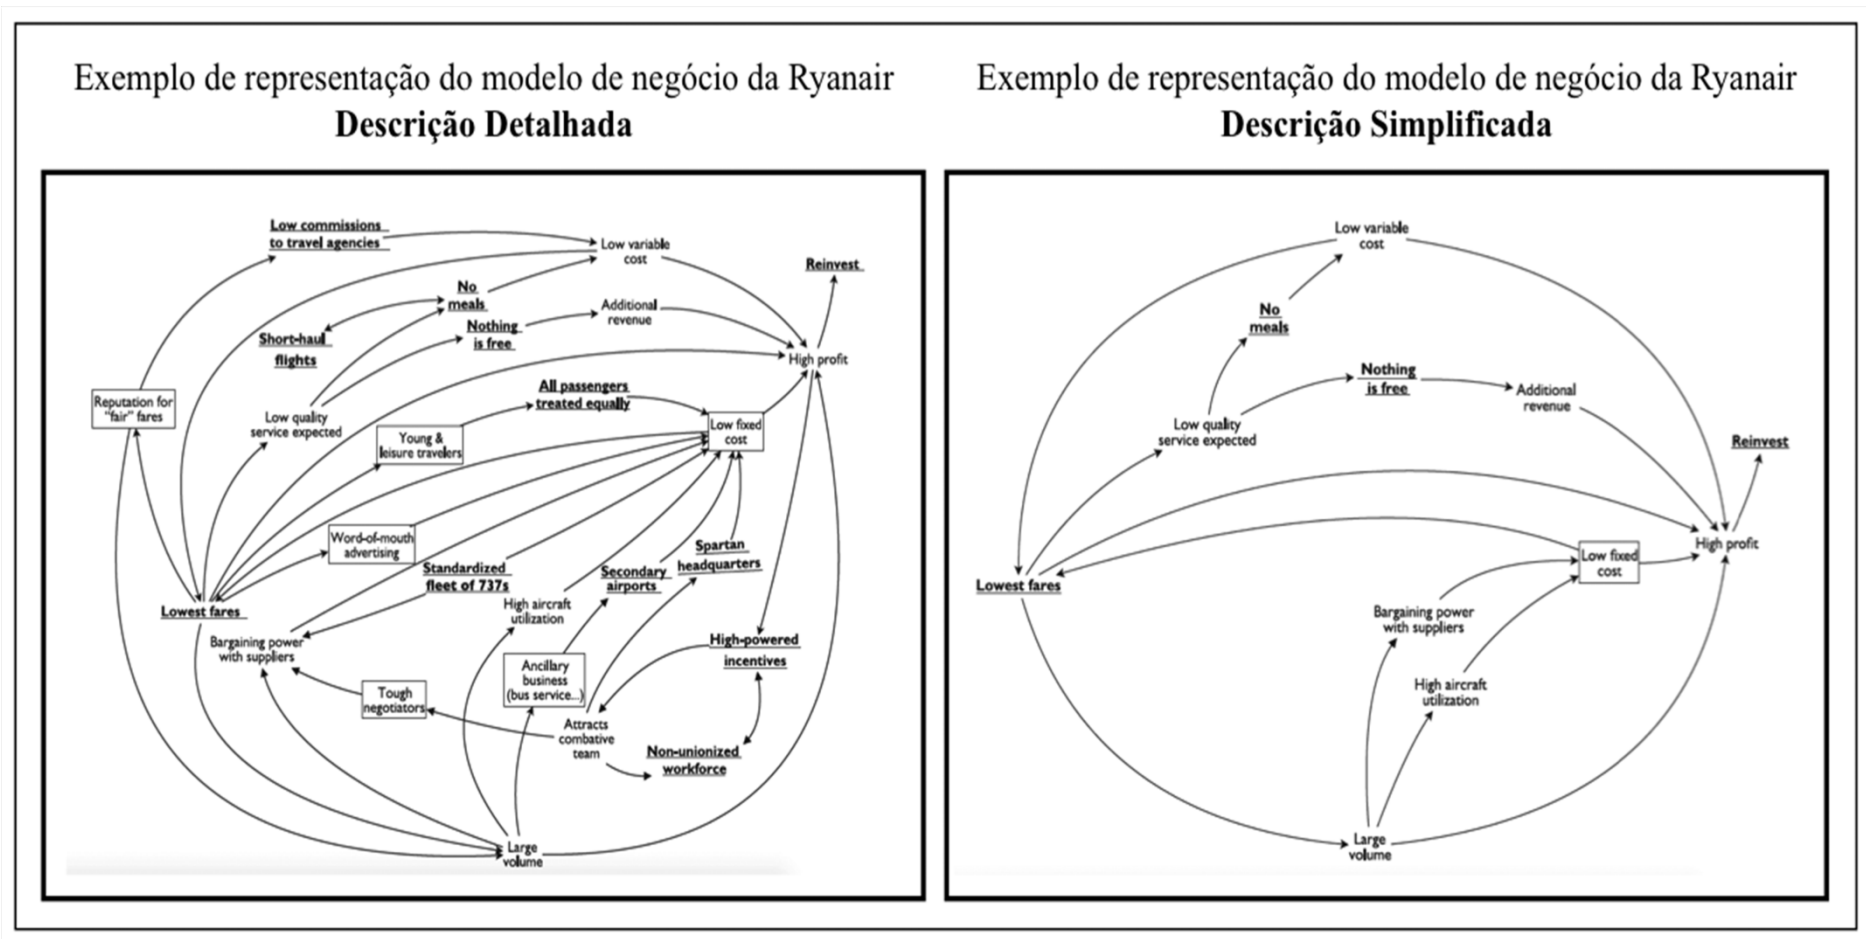 Exemplo de representação do modelo de negócio da Ryanair
Descrição Detalhada
Low commissions
to travel agencies
Low variable
cost
Reinvest
No
meals
Additional
revenue
Nothing
is free
Short-haul
flights
High profit
All passengers
treated equally
Reputation for
"fair" fares
Low quality
service expected
Low fixed
cost
Young &
leisure travelers
Word-of-mouth
advertising
Spartan
headquarters
Standardized
fleet of 737s
Secondary
airports
High aircraft
utilization
Lowest fares
Bargaining power
with suppliers
High-powered
incentives
Ancillary
business
(bus service...)
Tough
negotiators
Attracts
combative
team
Non-unionized
workforce
Large
volume
Exemplo de representação do modelo de negócio da Ryanair
Descrição Simplificada
Low variable
cost
No
meals
Nothing
is free
Additional
revenue
Low quality
service expected
Reinvest
High profit
Low fixed
cost
Lowest fares
Bargaining power
with suppliers
High aircraft
utilization
Large
volume